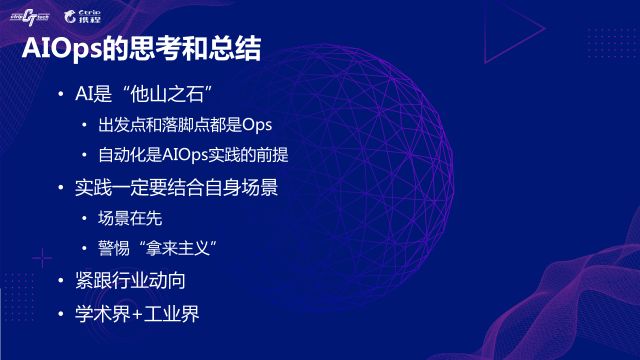 ctrip tech
Ctrip
携程
AIOps的思考和总结
• AI是“他山之石”
• 出发点和落脚点都是Ops
• 自动化是AIOps实践的前提
• 实践一定要结合自身场景
• 场景在先
• 警惕“拿来主义”
• 紧跟行业动向
• 学术界+工业界